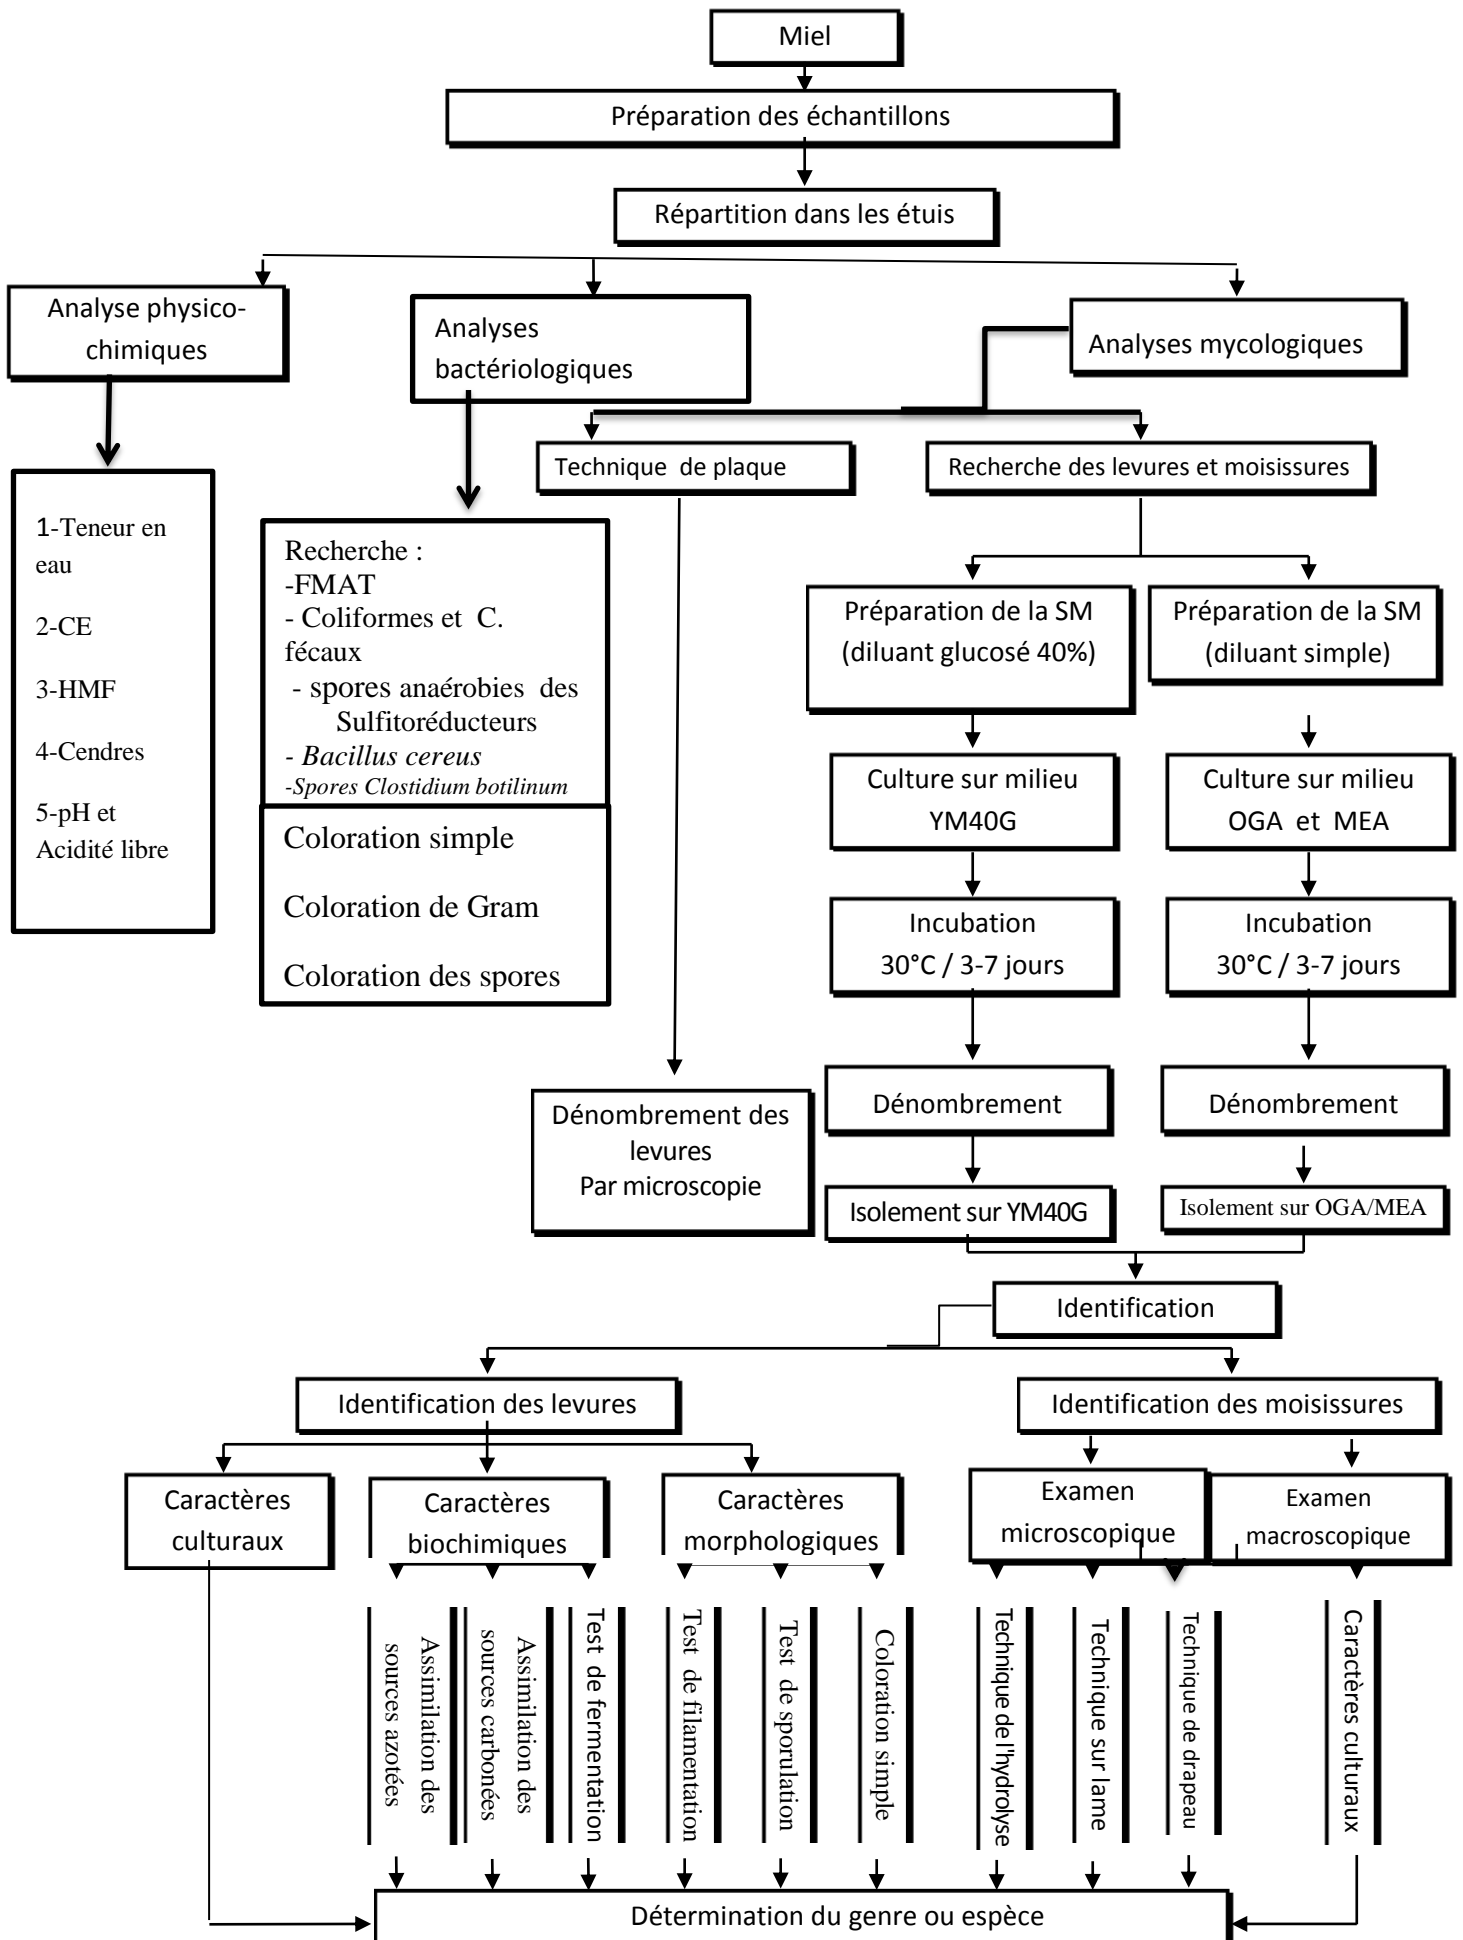 Miel
Préparation des échantillons
Répartition dans les étuis
Analyse physico-
chimiques
Analyses
bactériologiques
Analyses mycologiques
Technique de plaque
Recherche des levures et moisissures
1-Teneur en
eau
2-CE
3-HMF
4-Cendres
5-pH et
Acidité libre
Recherche :
-FMAT
- Coliformes et C.
fécaux
- spores anaérobies des
Sulfitoréducteurs
- Bacillus cereus
-Spores Clostidium botilinum
Coloration simple
Coloration de Gram
Coloration des spores
Préparation de la SM
(diluant glucosé 40%)
Préparation de la SM
(diluant simple)
Culture sur milieu
YM40G
Culture sur milieu
OGA et MEA
Incubation
30°C / 3-7 jours
Incubation
30°C / 3-7 jours
Dénombrement des
levures
Par microscopie
Dénombrement
Dénombrement
Isolement sur YM40G
Isolement sur OGA/MEA
Identification
Identification des levures
Identification des moisissures
Caractères
culturaux
Caractères
biochimiques
Caractères
morphologiques
Examen
microscopique
Examen
macroscopique
Assimilation des
sources azotées
Assimilation des
sources carbonées
Test de fermentation
Test de filamentation
Test de sporulation
Coloration simple
Technique de l'hydrolyse
Technique sur lame
Technique de drapeau
Caractères culturaux
Détermination du genre ou espèce